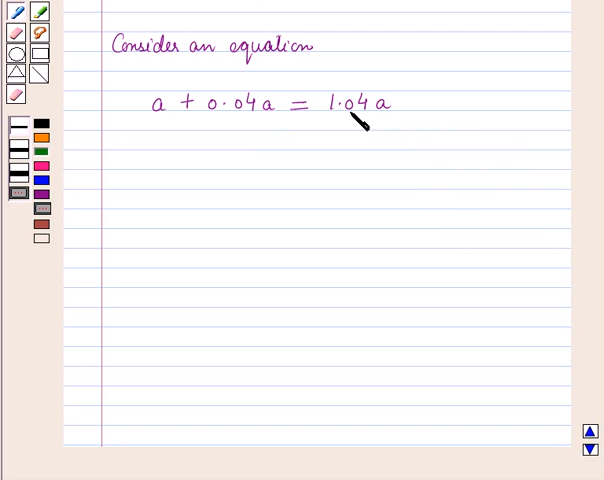 Consider an equation
a + 0.04a = 1.04a